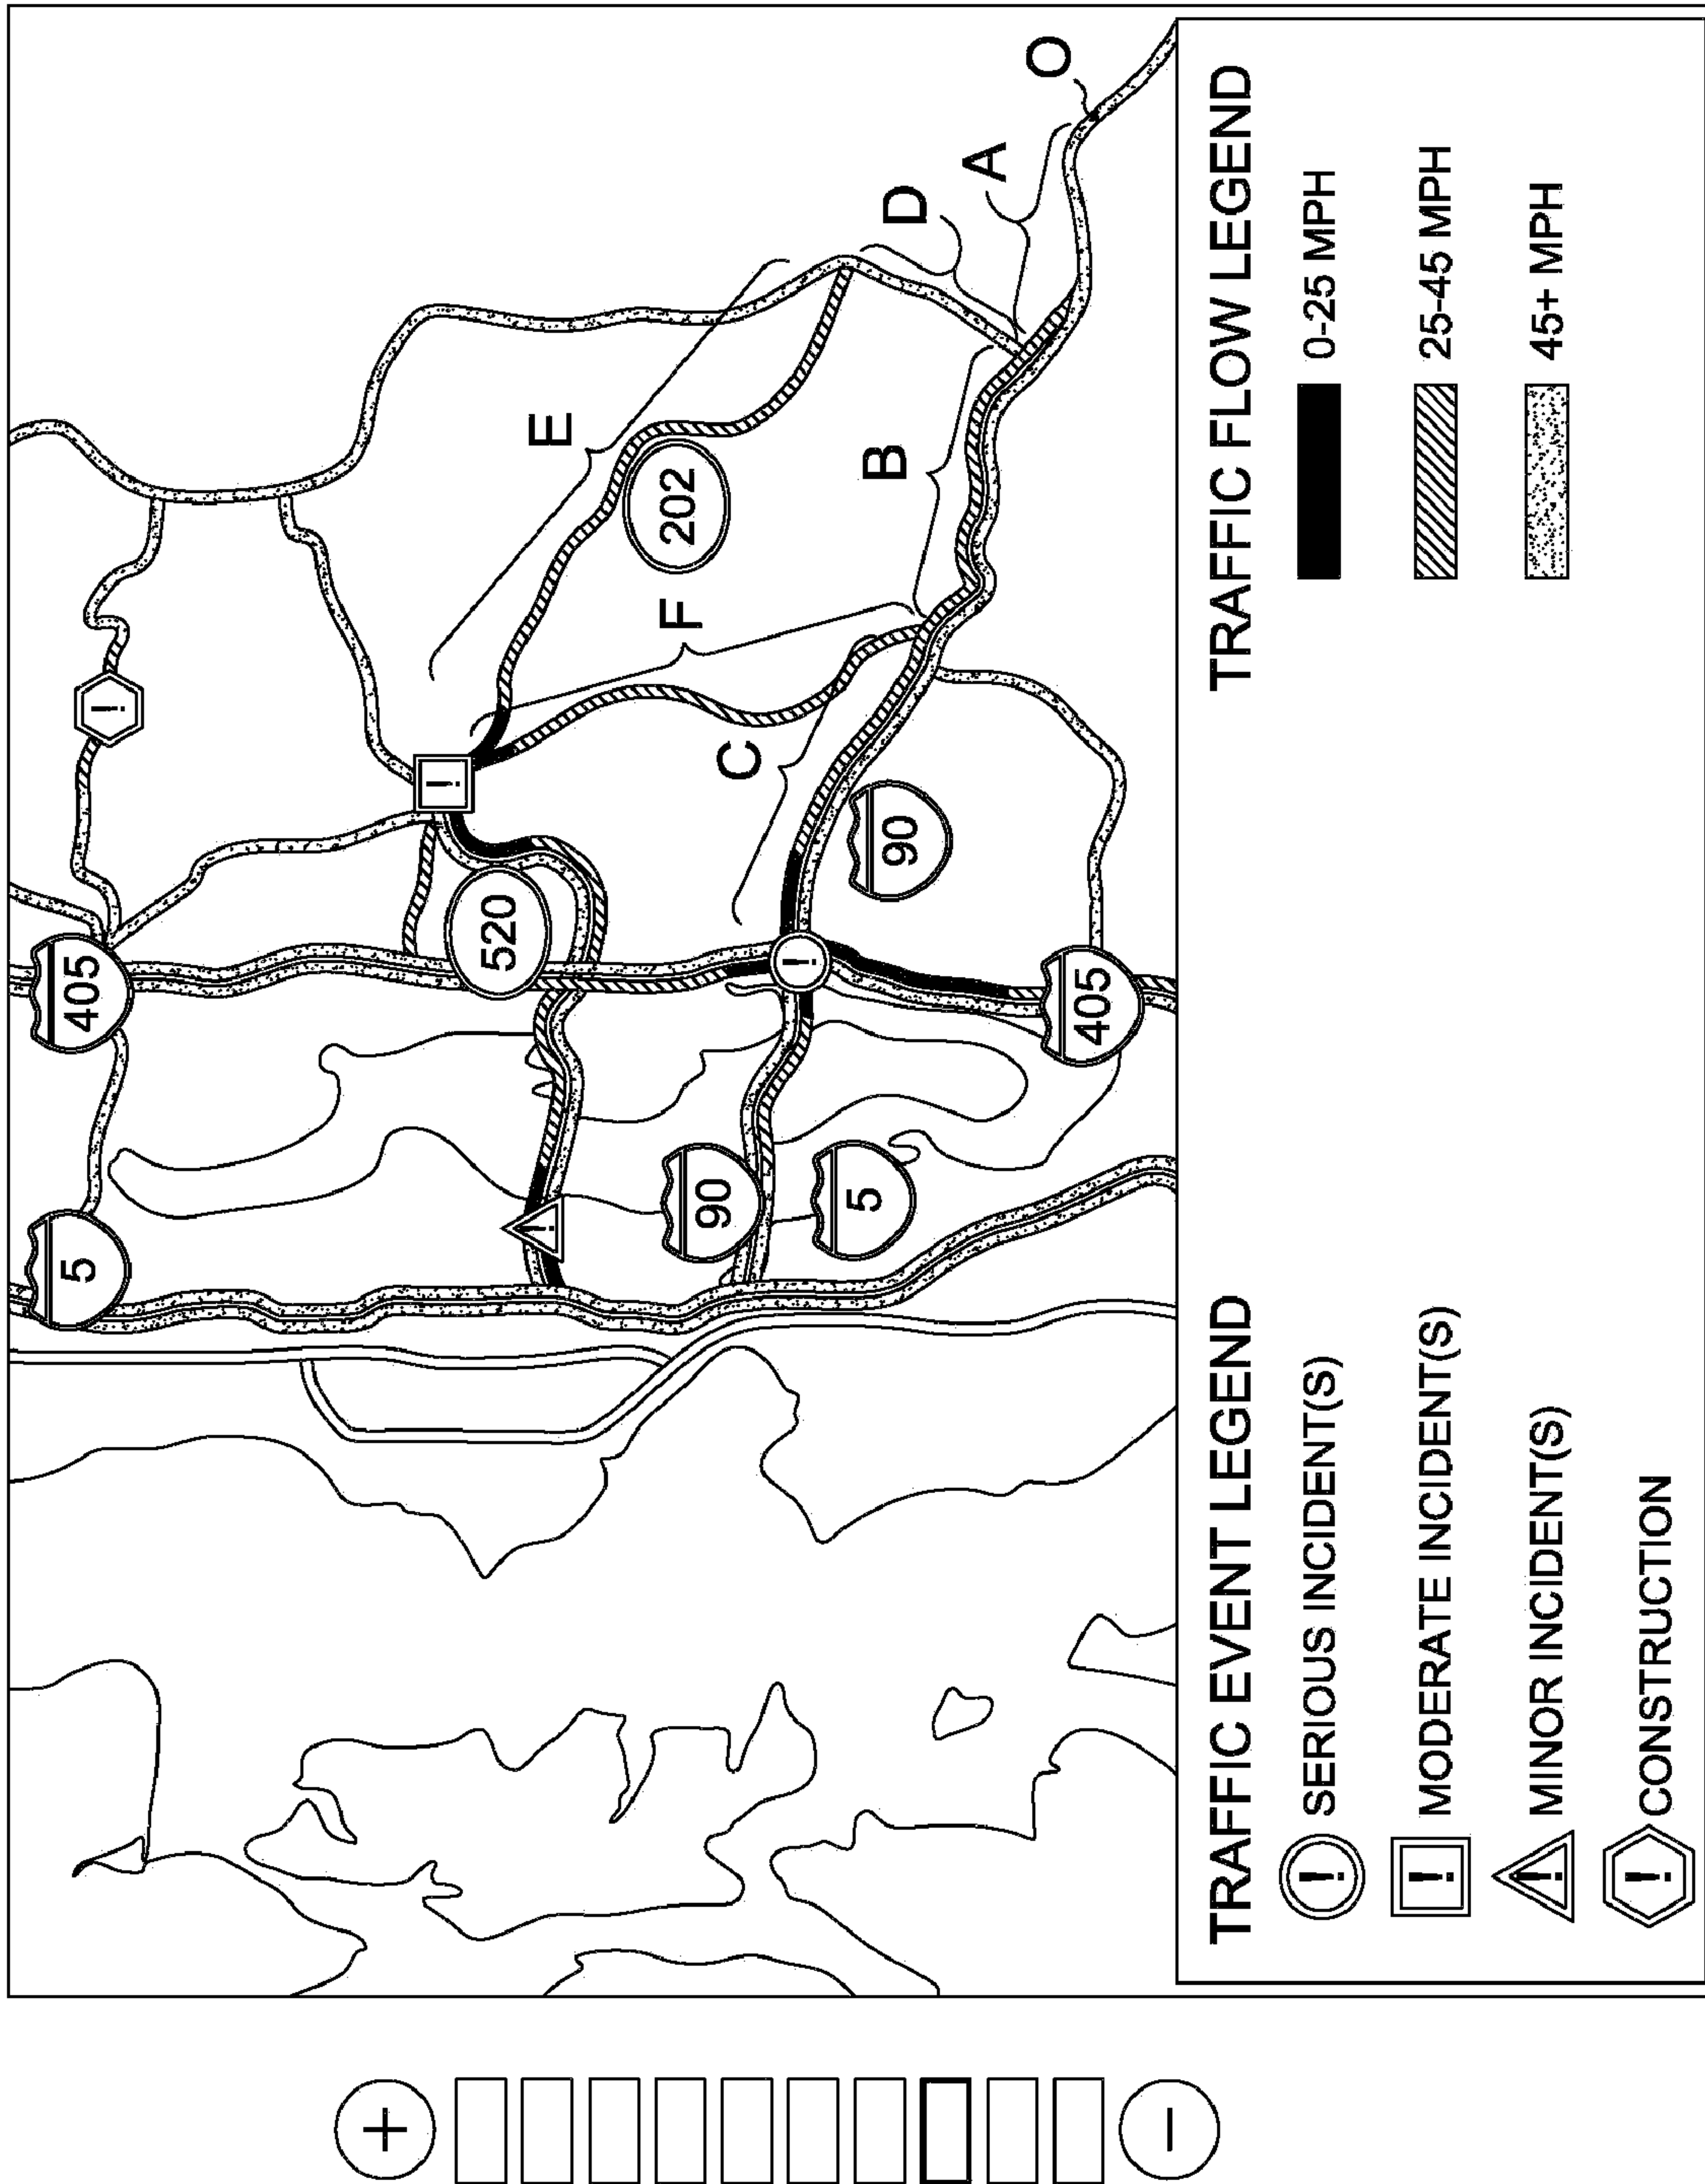 5
405
!
!
520
E
!
202
F
90
C
!
5
90
B
D
A
O
405
+
−
TRAFFIC EVENT LEGEND
! SERIOUS INCIDENT(S)
! MODERATE INCIDENT(S)
! MINOR INCIDENT(S)
! CONSTRUCTION
TRAFFIC FLOW LEGEND
0-25 MPH
25-45 MPH
45+ MPH